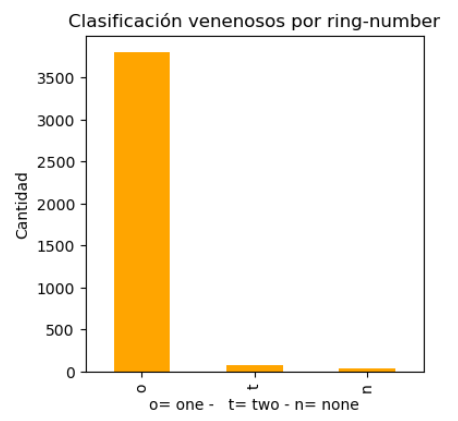 Clasificación venenosos por ring-number
3500
3000
2500
2000
1500
1000
500
0
Cantidad
o
t
n
o= one -   t= two - n= none